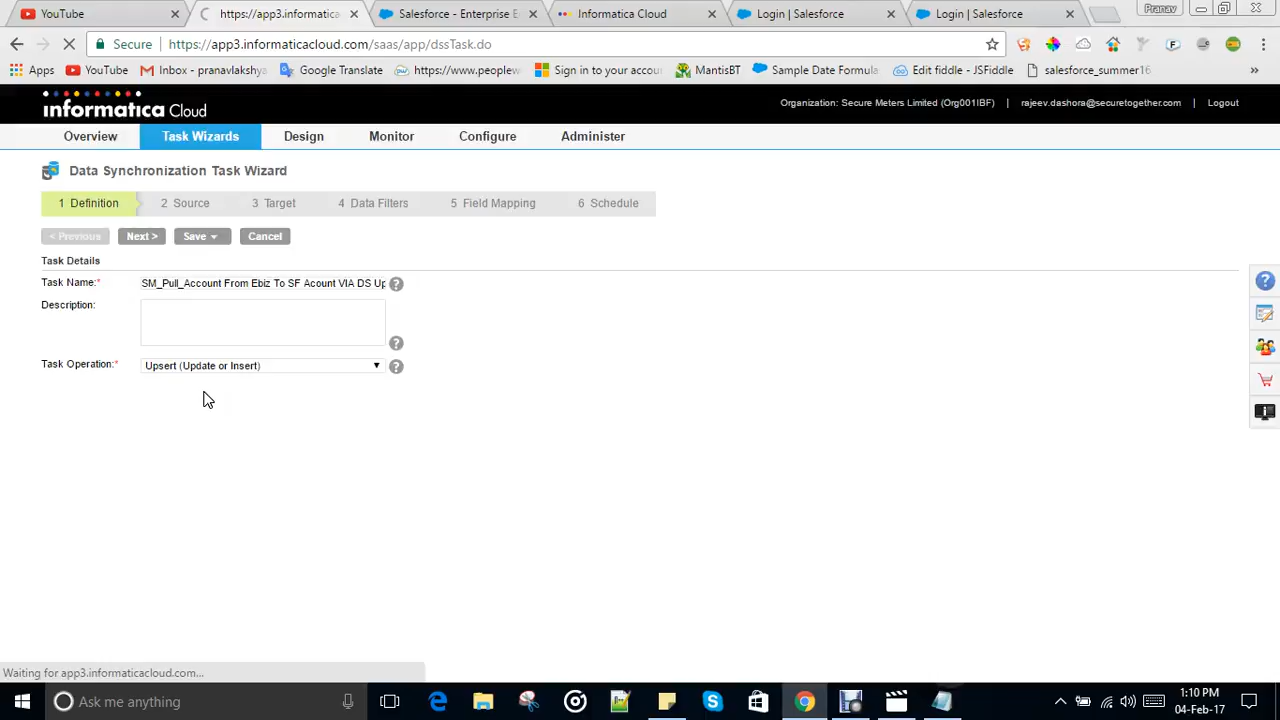 YouTube
https://app3.informatica
Salesforce - Enterprise E
Informatica Cloud
Login | Salesforce
Login | Salesforce
Pranav
Secure
https://app3.informaticacloud.com/saas/app/dssTask.do
Apps
YouTube
Inbox - pranavlakshya
Google Translate
https://www.peoplew
Sign in to your accou
MantisBT
Sample Date Formula
Edit fiddle - JSFiddle
salesforce_summer16
»
informatica Cloud
Organization: Secure Meters Limited (Org001IBF)
rajeev.dashora@securetogether.com
Logout
Overview
Task Wizards
Design
Monitor
Configure
Administer
Data Synchronization Task Wizard
1 Definition
2 Source
3 Target
4 Data Filters
5 Field Mapping
6 Schedule
< Previous
Next >
Save
Cancel
Task Details
Task Name:*
SM_Pull_Account From Ebiz To SF Acount VIA DS Up
Description:
Task Operation:*
Upsert (Update or Insert)
Waiting for app3.informaticacloud.com...
Ask me anything
1:10 PM
04-Feb-17